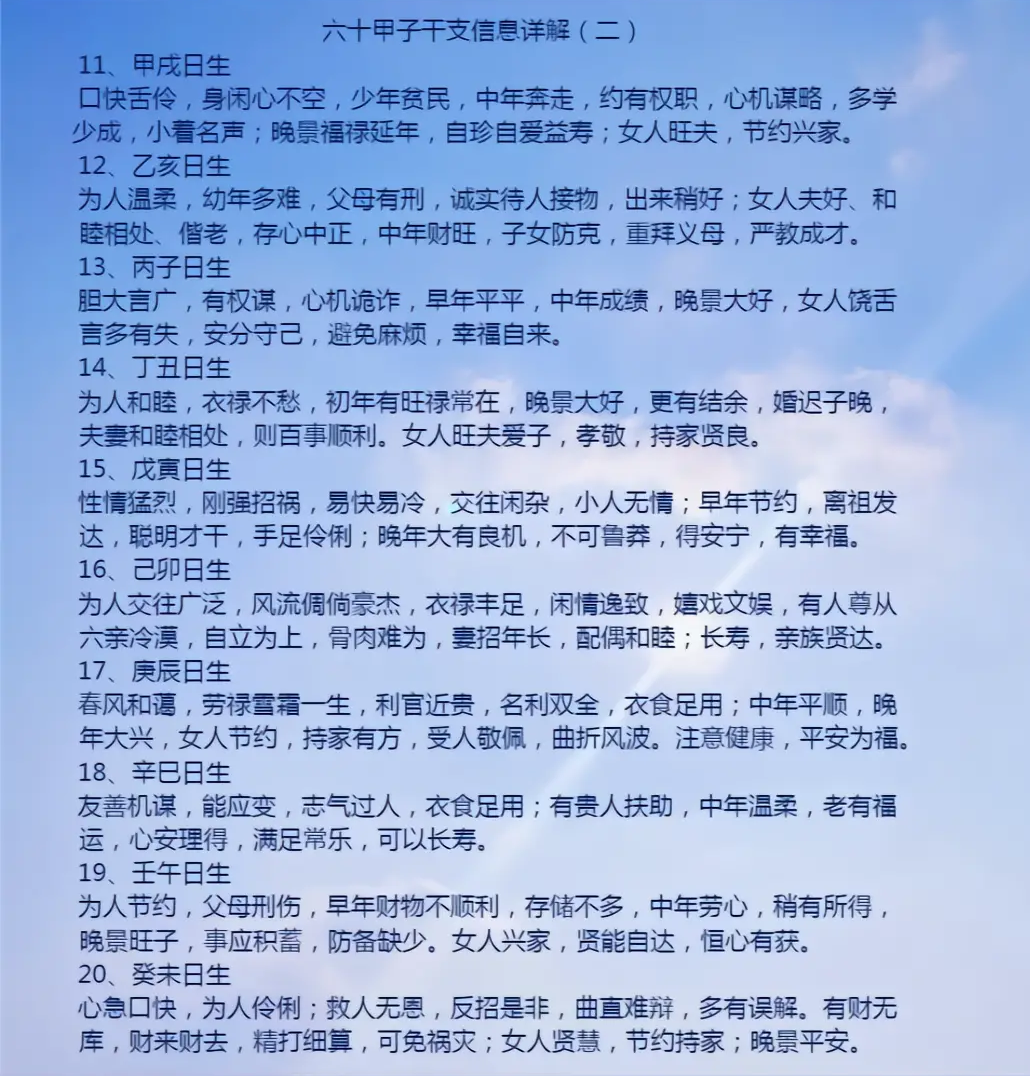 六十甲子干支信息详解（二）
11、甲戌日生
口快舌伶，身闲心不空，少年贫民，中年奔走，约有权职，心机谋略，多学
少成，小着名声；晚景福禄延年，自珍自爱益寿；女人旺夫，节约兴家。
12、乙亥日生
为人温柔，幼年多难，父母有刑，诚实待人接物，出来稍好；女人夫好、和
睦相处、偕老，存心中正，中年财旺，子女防克，重拜义母，严教成才。
13、丙子日生
胆大言广，有权谋，心机诡诈，早年平平，中年成绩，晚景大好，女人饶舌
言多有失，安分守己，避免麻烦，幸福自来。
14、丁丑日生
为人和睦，衣禄不愁，初年有旺禄常在，晚景大好，更有结余，婚迟子晚，
夫妻和睦相处，则百事顺利。女人旺夫爱子，孝敬，持家贤良。
15、戊寅日生
性情猛烈，刚强招祸，易快易冷，交往闲杂，小人无情；早年节约，离祖发
达，聪明才干，手足伶俐；晚年大有良机，不可鲁莽，得安宁，有幸福。
16、己卯日生
为人交往广泛，风流倜倘豪杰，衣禄丰足，闲情逸致，嬉戏文娱，有人尊从
六亲冷漠，自立为上，骨肉难为，妻招年长，配偶和睦；长寿，亲族贤达。
17、庚辰日生
春风和蔼，劳禄雪霜一生，利官近贵，名利双全，衣食足用；中年平顺，晚
年大兴，女人节约，持家有方，受人敬佩，曲折风波。注意健康，平安为福。
18、辛巳日生
友善机谋，能应变，志气过人，衣食足用；有贵人扶助，中年温柔，老有福
运，心安理得，满足常乐，可以长寿。
19、壬午日生
为人节约，父母刑伤，早年财物不顺利，存储不多，中年劳心，稍有所得，
晚景旺子，事应积蓄，防备缺少。女人兴家，贤能自达，恒心有获。
20、癸未日生
心急口快，为人伶俐；救人无恩，反招是非，曲直难辩，多有误解。有财无
库，财来财去，精打细算，可免祸灾；女人贤慧，节约持家；晚景平安。